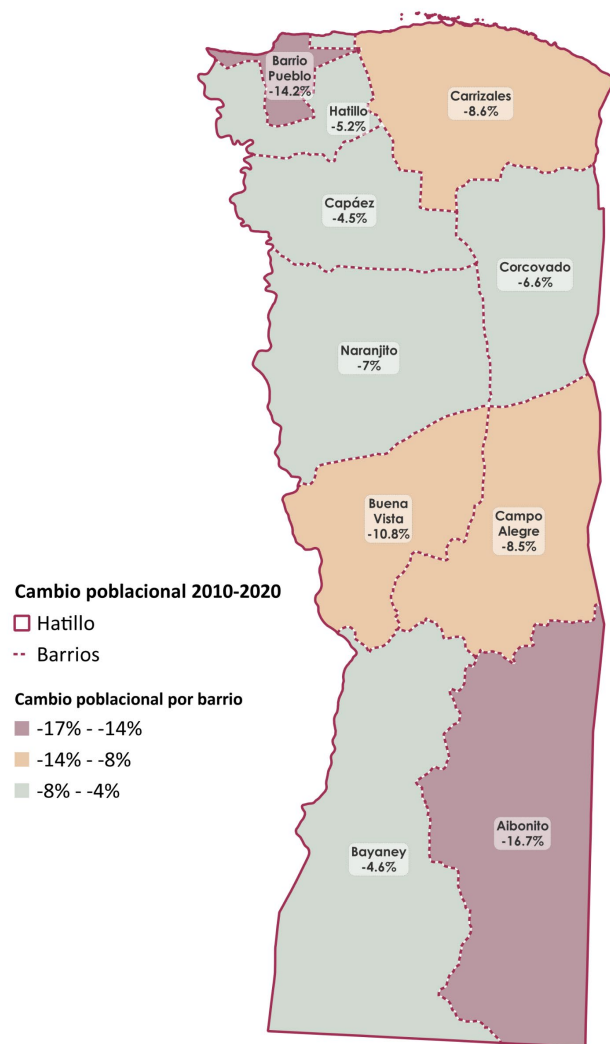 Barrio
Pueblo
-14.2%
Carrizales
-8.6%
Hatillo
-5.2%
Capáez
-4.5%
Corcovado
-6.6%
Naranjito
-7%
Buena
Vista
-10.8%
Campo
Alegre
-8.5%
Cambio poblacional 2010-2020
Hatillo
Barrios
Cambio poblacional por barrio
-17% - -14%
-14% - -8%
-8% - -4%
Aibonito
-16.7%
Bayaney
-4.6%